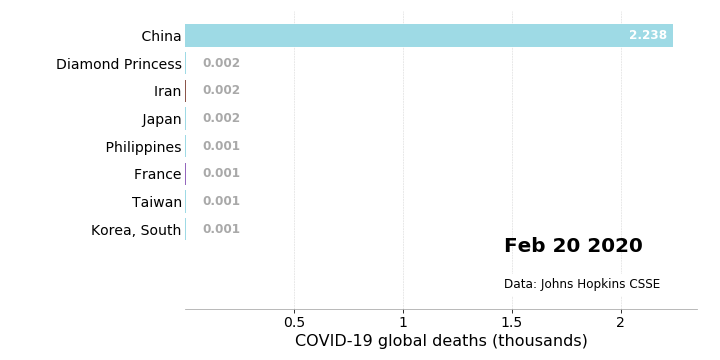 China 2.238
Diamond Princess 0.002
Iran 0.002
Japan 0.002
Philippines 0.001
France 0.001
Taiwan 0.001
Korea, South 0.001
Feb 20 2020
Data: Johns Hopkins CSSE
0.5 1 1.5 2
COVID-19 global deaths (thousands)